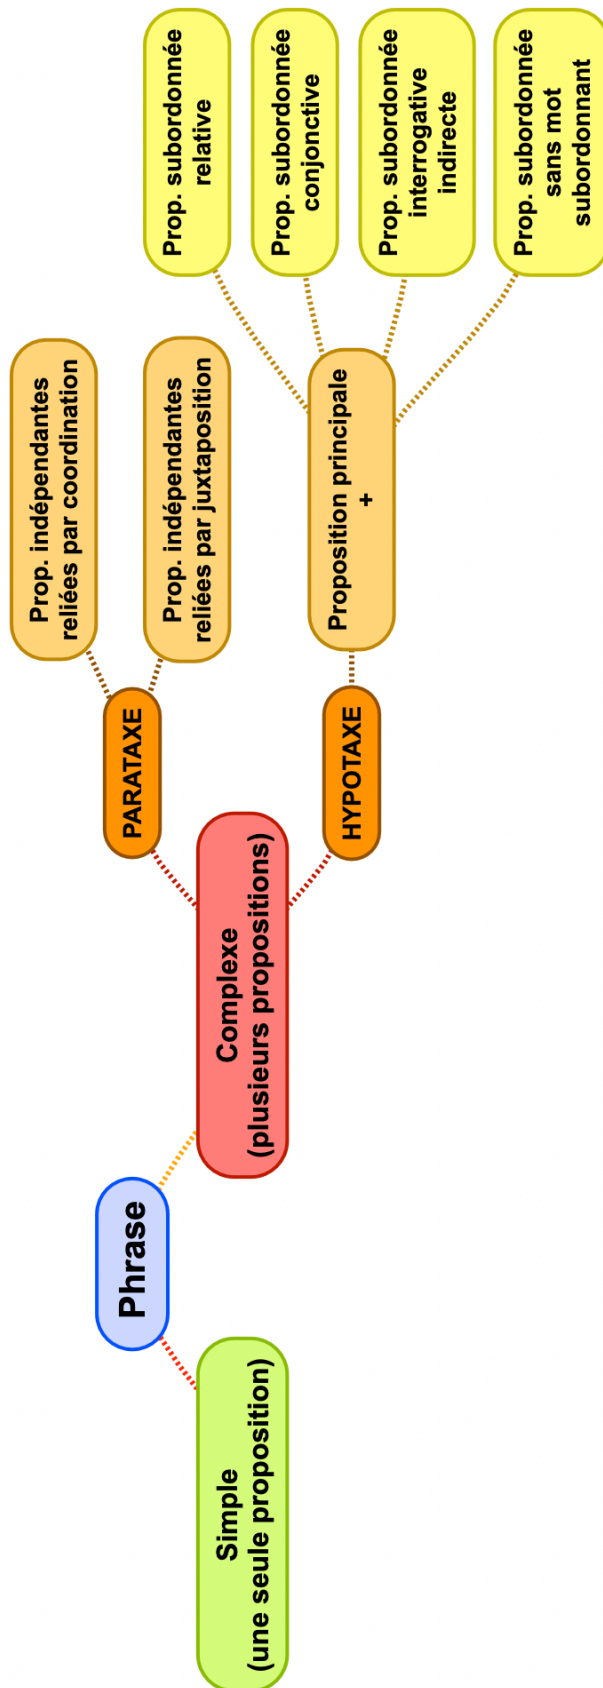 Phrase
Simple
(une seule proposition)
Complexe
(plusieurs propositions)
PARATAXE
HYPOTAXE
Prop. indépendantes
reliées par coordination
Prop. indépendantes
reliées par juxtaposition
Proposition principale
+
Prop. subordonnée
relative
Prop. subordonnée
conjonctive
Prop. subordonnée
interrogative
indirecte
Prop. subordonnée
sans mot
subordonnant